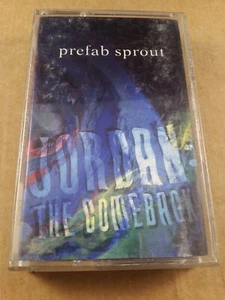 prefab sprout
JORDAN:
THE COMEBACK